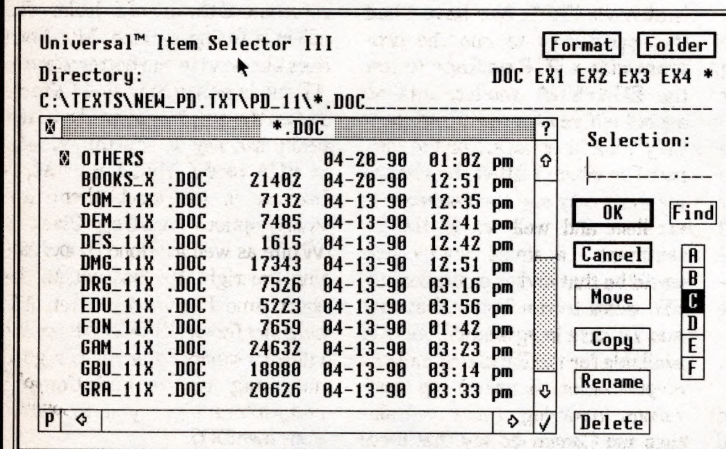 Universal™ Item Selector III
Format Folder
Directory:
DOC EX1 EX2 EX3 EX4 *
C:\TEXTS\NEW_PD.TXT\PD_11\*.DOC
*.DOC ?
Selection:
OTHERS 04-20-90 01:02 pm
BOOKS_X .DOC 21402 04-20-90 12:51 pm
COM_11X .DOC 7132 04-13-90 12:35 pm
DEM_11X .DOC 7485 04-13-90 12:41 pm
DES_11X .DOC 1615 04-13-90 12:42 pm
DMG_11X .DOC 4343 04-13-90 12:51 pm
DRG_11X .DOC 7526 04-13-90 03:16 pm
EDU_11X .DOC 5223 04-13-90 03:56 pm
FUN_11X .DOC 7659 04-13-90 01:42 pm
GAM_11X .DOC 24054 04-13-90 03:23 pm
GBU_11X .DOC 18880 04-13-90 03:14 pm
GRA_11X .DOC 20626 04-13-90 03:33 pm
OK Find
Cancel
Move
Copy
Rename
Delete
A
B
C
D
E
F
P